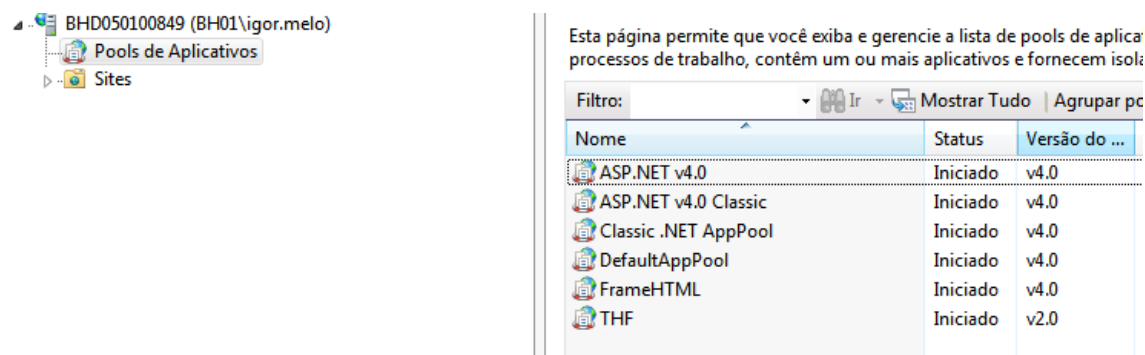 BHD050100849 (BH01\igor.melo)
Pools de Aplicativos
Sites
Esta página permite que você exiba e gerencie a lista de pools de aplica
processos de trabalho, contêm um ou mais aplicativos e fornecem isola
Filtro: Ir Mostrar Tudo Agrupar po
Nome Status Versão do ...
ASP.NET v4.0 Iniciado v4.0
ASP.NET v4.0 Classic Iniciado v4.0
Classic .NET AppPool Iniciado v4.0
DefaultAppPool Iniciado v4.0
FrameHTML Iniciado v4.0
THF Iniciado v2.0